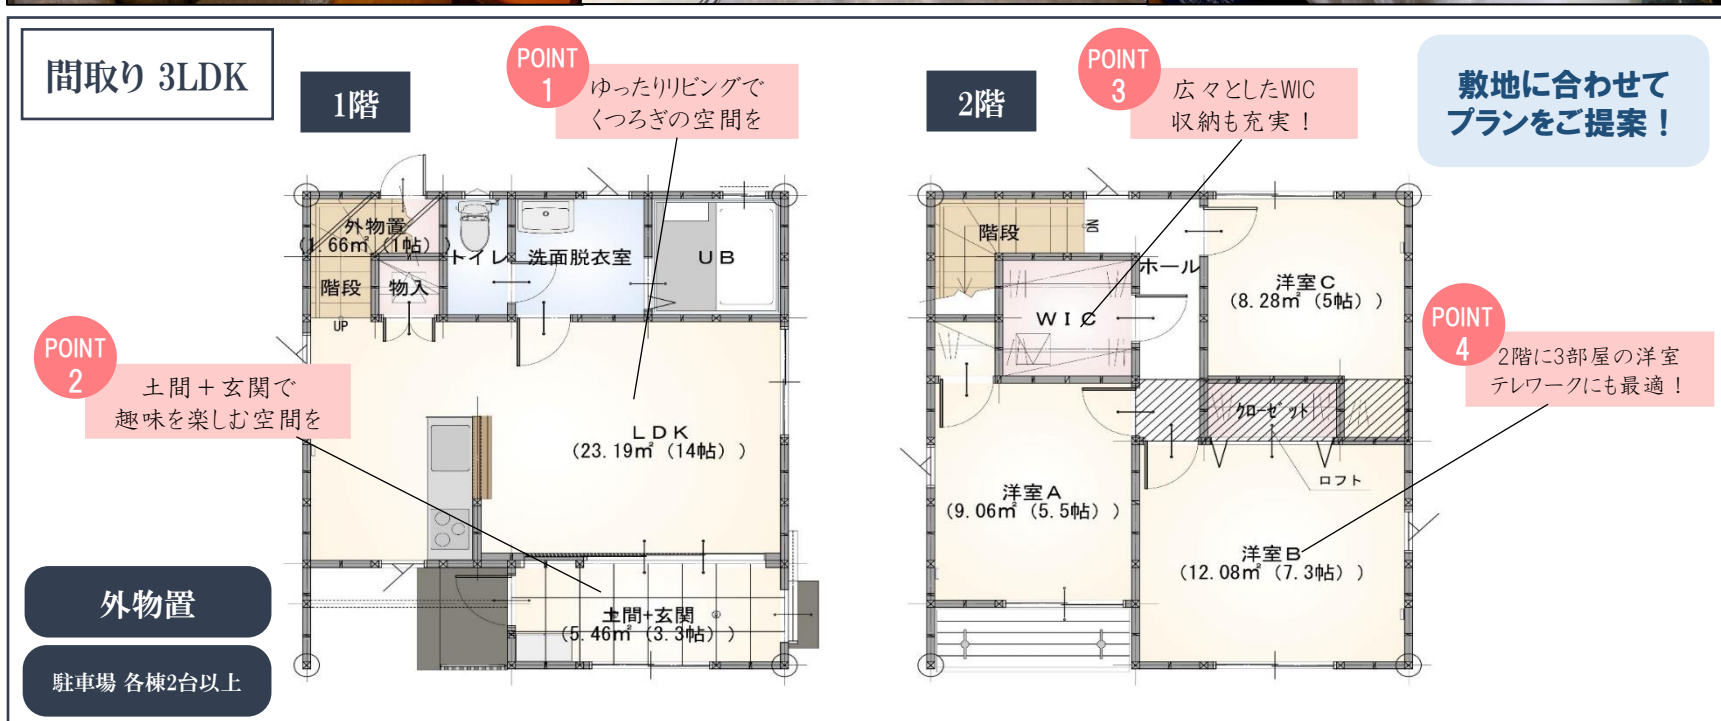 間取り 3LDK
1階
POINT
1
ゆったりリビングで
くつろぎの空間を
2階
POINT
3
広々としたWIC
収納も充実！
敷地に合わせて
プランをご提案！
外物置
(1.66㎡ (1帖) )
トイレ
洗面脱衣室
UB
階段
物入
UP
POINT
2
土間＋玄関で
趣味を楽しむ空間を
LDK
(23.19㎡ (14帖) )
土間+玄関
(5.46㎡ (3.3帖) )
階段
DN
ホール
洋室C
(8.28㎡ (5帖) )
WIC
POINT
4
2階に3部屋の洋室
テレワークにも最適！
クローゼット
ロフト
洋室A
(9.06㎡ (5.5帖) )
洋室B
(12.08㎡ (7.3帖) )
外物置
駐車場 各棟2台以上